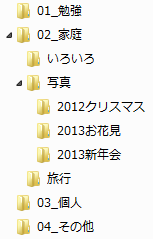 01_勉強
02_家庭
いろいろ
写真
2012クリスマス
2013お花見
2013新年会
旅行
03_個人
04_その他